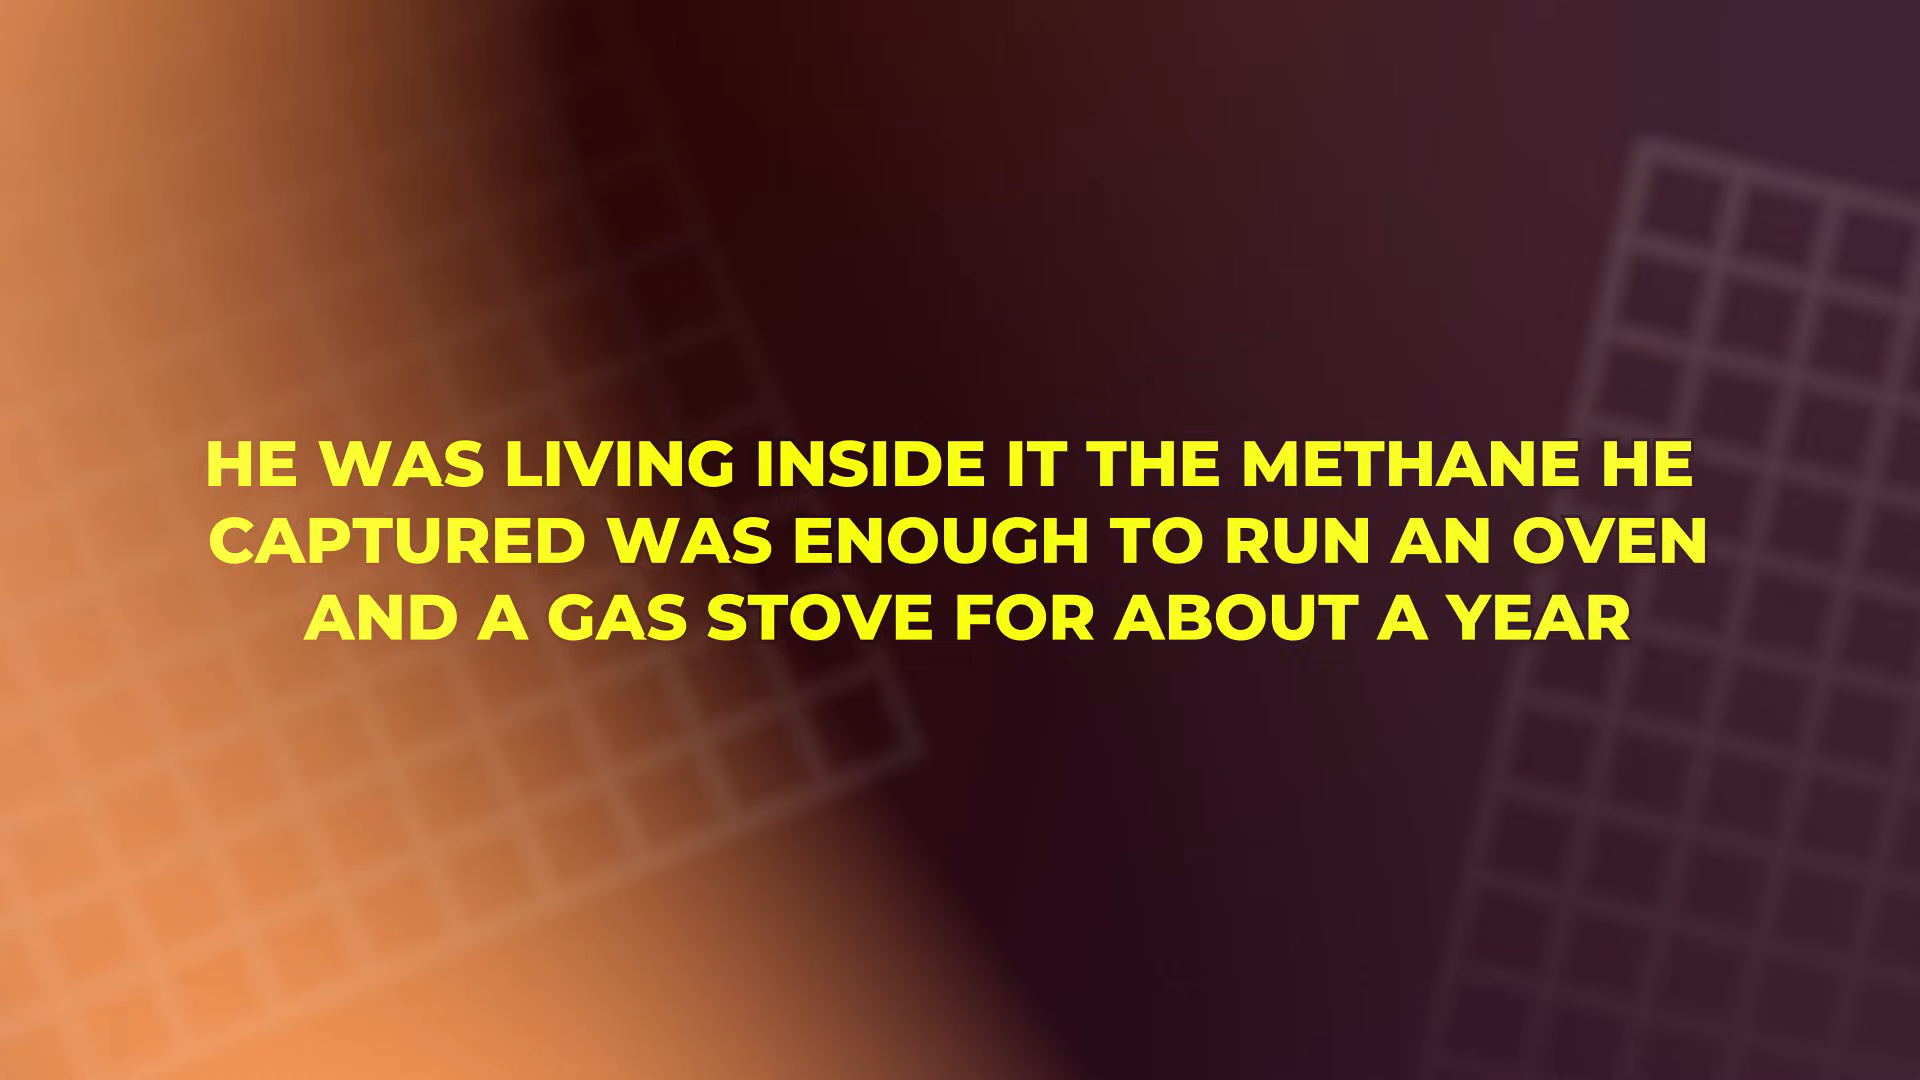 HE WAS LIVING INSIDE IT THE METHANE HE
CAPTURED WAS ENOUGH TO RUN AN OVEN
AND A GAS STOVE FOR ABOUT A YEAR